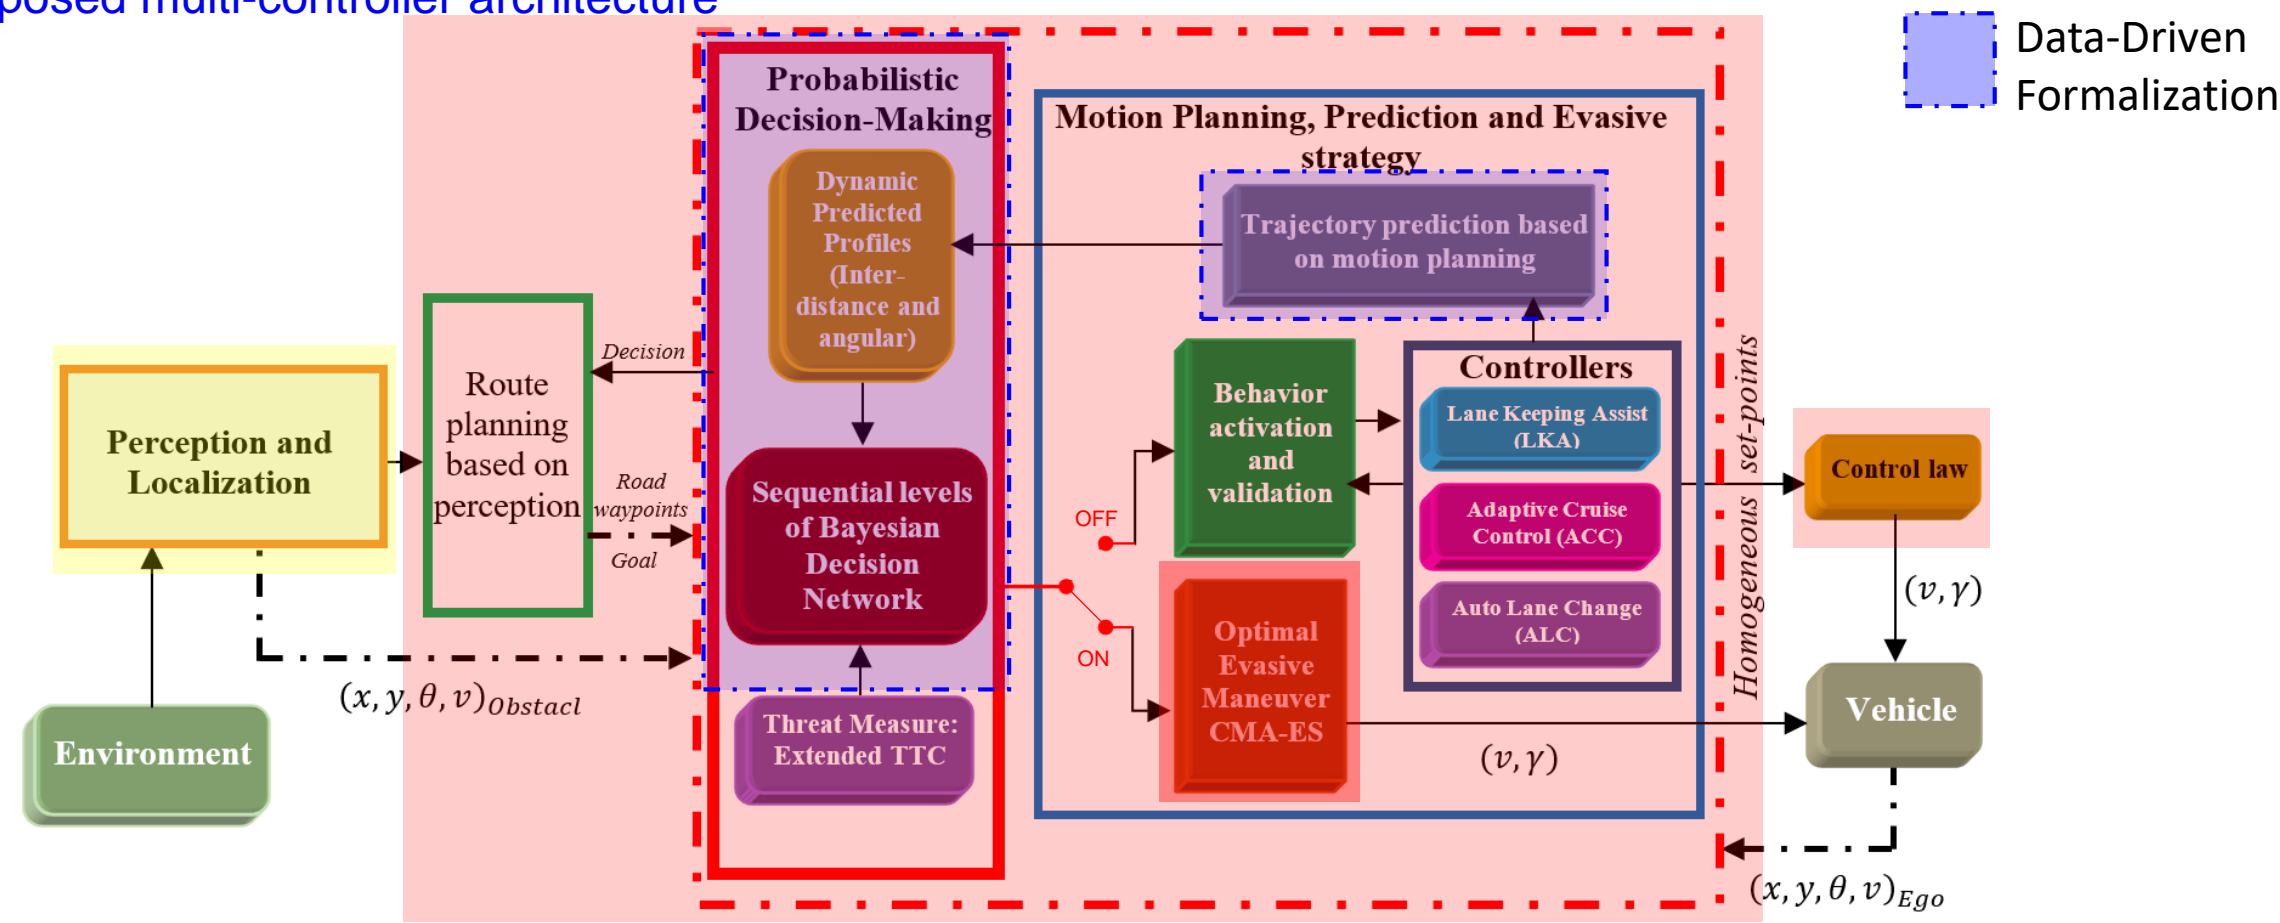 posed multi-controller architecture
Data-Driven
Formalization
Probabilistic
Decision-Making
Dynamic
Predicted
Profiles
(Inter-
distance and
angular)
Sequential levels
of Bayesian
Decision
Network
Threat Measure:
Extended TTC
Motion Planning, Prediction and Evasive
strategy
Trajectory prediction based
on motion planning
Behavior
activation
and
validation
Controllers
Lane Keeping Assist
(LKA)
Adaptive Cruise
Control (ACC)
Auto Lane Change
(ALC)
OFF
ON
Optimal
Evasive
Maneuver
CMA-ES
(v, γ)
Perception and
Localization
Route
planning
based on
perception
Decision
Road
waypoints
Goal
(x, y, θ, v)Obstacl
Environment
Homogeneous set-points
Control law
(v, γ)
Vehicle
(x, y, θ, v)Ego